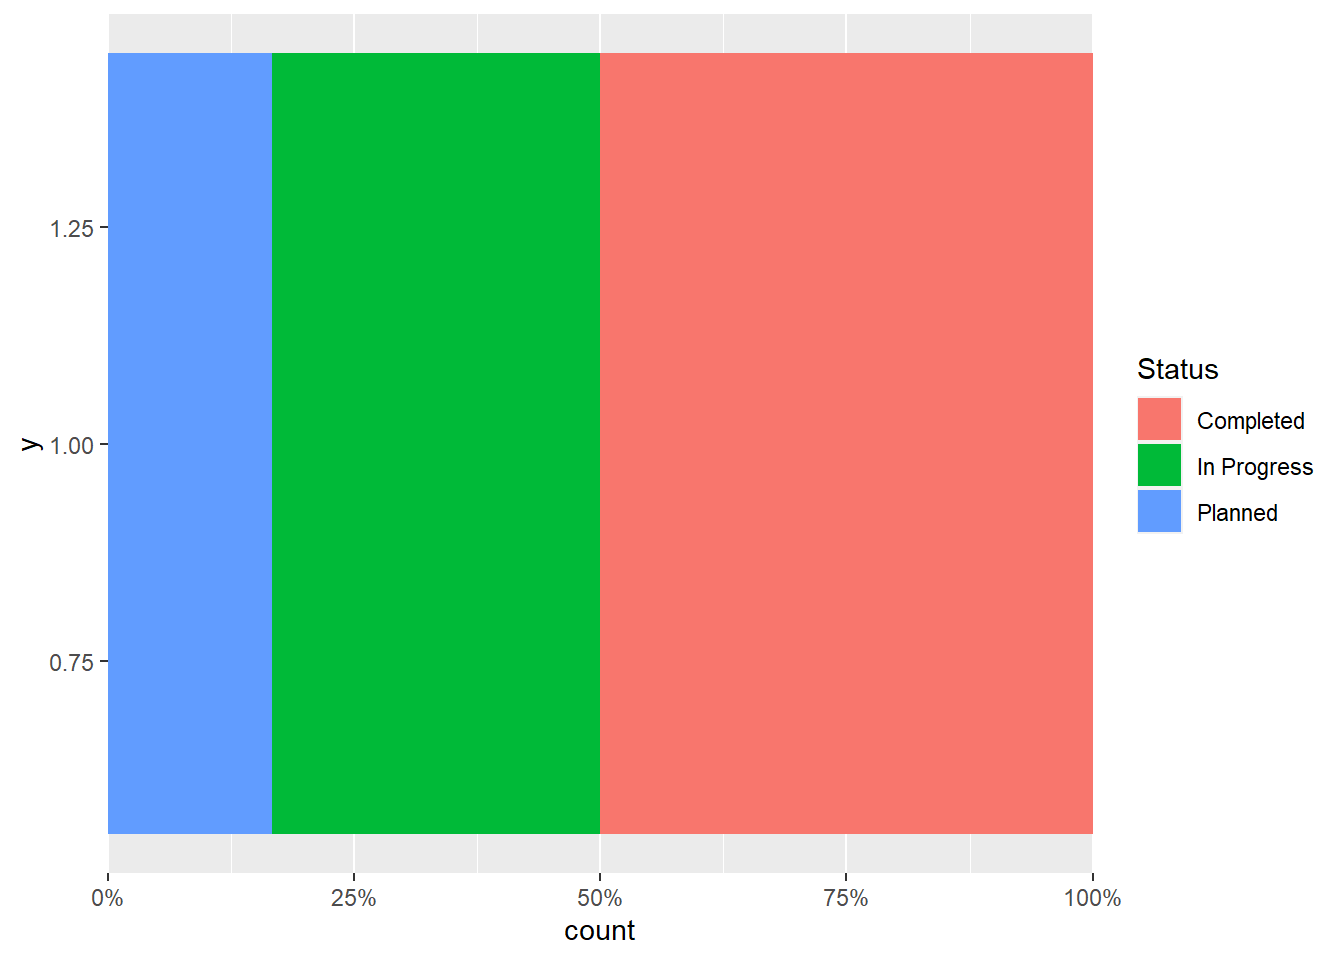 1.25
1.00
0.75
y
0%
25%
50%
75%
100%
count
Status
Completed
In Progress
Planned